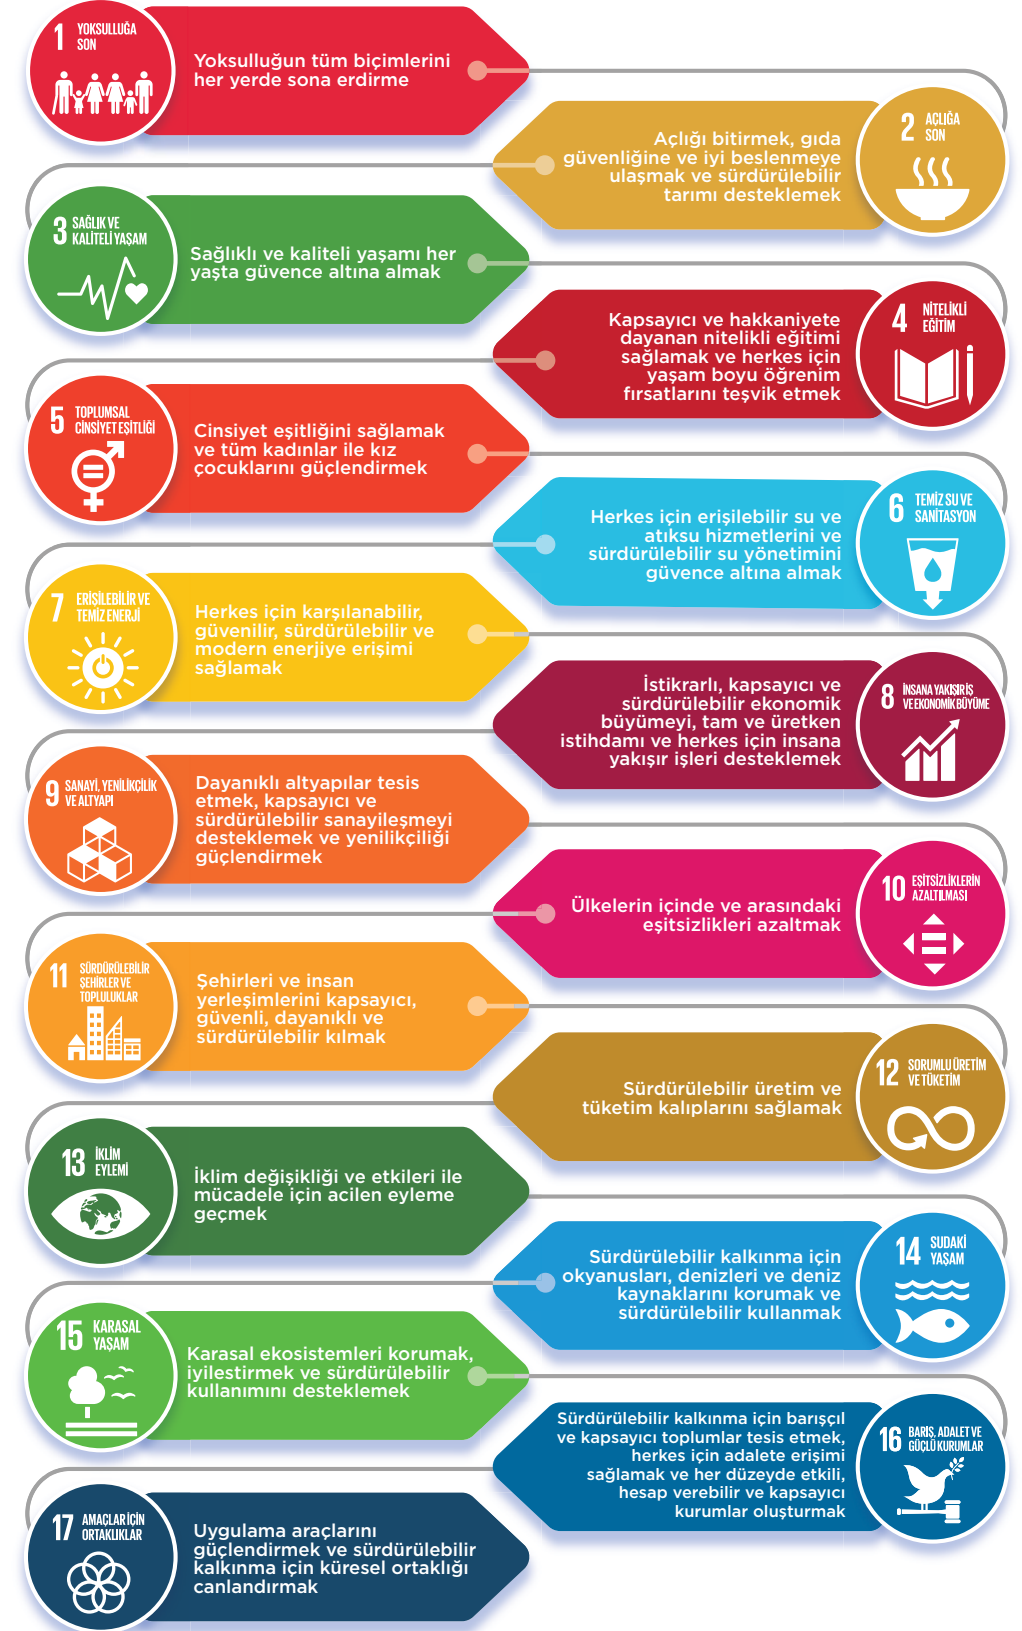 1 YOKSULLUĞA
SON
Yoksulluğun tüm biçimlerini
her yerde sona erdirme
2 AÇLIĞA
SON
Açlığı bitirmek, gıda
güvenliğine ve iyi beslenmeye
ulaşmak ve sürdürülebilir
tarımı desteklemek
3 SAĞLIK VE
KALİTELİ YAŞAM
Sağlıklı ve kaliteli yaşamı her
yaşta güvence altına almak
4 NİTELİKLİ
EĞİTİM
Kapsayıcı ve hakkaniyete
dayanan nitelikli eğitimi
sağlamak ve herkes için
yaşam boyu öğrenim
fırsatlarını teşvik etmek
5 TOPLUMSAL
CİNSİYET EŞİTLİĞİ
Cinsiyet eşitliğini sağlamak
ve tüm kadınlar ile kız
çocuklarını güçlendirmek
6 TEMİZ SU VE
SANİTASYON
Herkes için erişilebilir su ve
atıksu hizmetlerini ve
sürdürülebilir su yönetimini
güvence altına almak
7 ERİŞİLEBİLİR VE
TEMİZ ENERJİ
Herkes için karşılanabilir,
güvenilir, sürdürülebilir ve
modern enerjiye erişimi
sağlamak
8 İNSANA YAKIŞIR İŞ
VE EKONOMİK BÜYÜME
İstikrarlı, kapsayıcı ve
sürdürülebilir ekonomik
büyümeyi, tam ve üretken
istihdamı ve herkes için insana
yakışır işleri desteklemek
9 SANAYİ, YENİLİKÇİLİK
VE ALTYAPI
Dayanıklı altyapılar tesis
etmek, kapsayıcı ve
sürdürülebilir sanayileşmeyi
desteklemek ve yenilikçiliği
güçlendirmek
10 EŞİTSİZLİKLERİN
AZALTILMASI
Ülkelerin içinde ve arasındaki
eşitsizlikleri azaltmak
11 SÜRDÜRÜLEBİLİR
ŞEHİRLER VE
TOPLULUKLAR
Şehirleri ve insan
yerleşimlerini kapsayıcı,
güvenli, dayanıklı ve
sürdürülebilir kılmak
12 SORUMLU ÜRETİM
VE TÜKETİM
Sürdürülebilir üretim ve
tüketim kalıplarını sağlamak
13 İKLİM
EYLEMİ
İklim değişikliği ve etkileri ile
mücadele için acilen eyleme
geçmek
14 SUDAKİ
YAŞAM
Sürdürülebilir kalkınma için
okyanusları, denizleri ve deniz
kaynaklarını korumak ve
sürdürülebilir kullanmak
15 KARASAL
YAŞAM
Karasal ekosistemleri korumak,
iyilestirmek ve sürdürülebilir
kullanımını desteklemek
16 BARIŞ, ADALET VE
GÜÇLÜ KURUMLAR
Sürdürülebilir kalkınma için barışçıl
ve kapsayıcı toplumlar tesis etmek,
herkes için adalete erişimi
sağlamak ve her düzeyde etkili,
hesap verebilir ve kapsayıcı
kurumlar oluşturmak
17 AMAÇLAR İÇİN
ORTAKLIKLAR
Uygulama araçlarını
güçlendirmek ve sürdürülebilir
kalkınma için küresel ortaklığı
canlandırmak